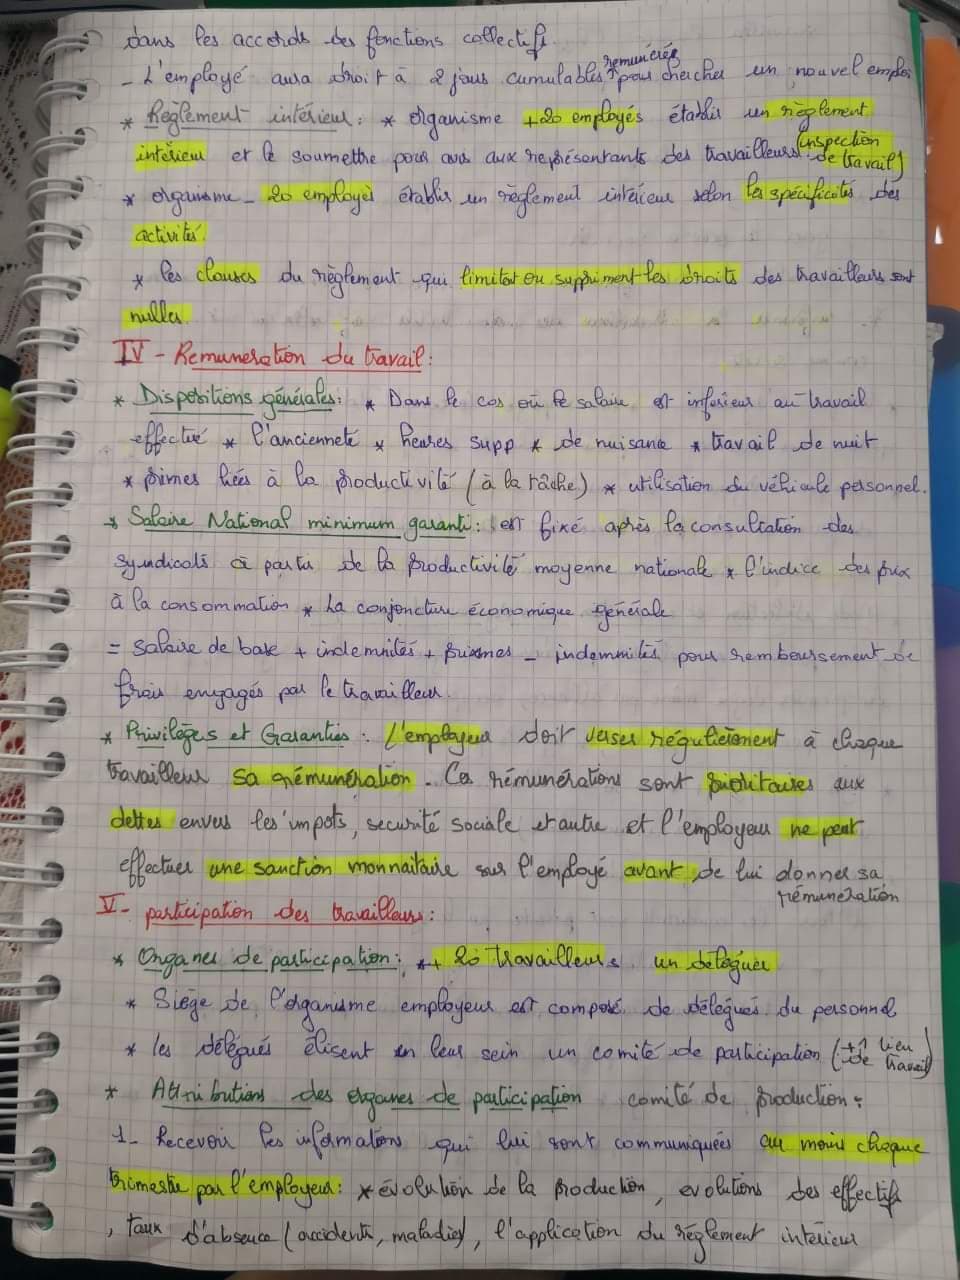 dans les accords des fonctions collectifs.
- L'employé aura droit à 2 jours cumulables remunérés pour chercher un nouvel emploi
* Règlement intérieur : * organisme +20 employés établir un règlement
intérieur et le soumettre pour avis aux représentants des travailleurs (inspection de travail)
* organisme - 20 employés établir un règlement intérieur selon les spécificités des
activités.
* les clauses du règlement qui limitent ou suppriment les droits des travailleurs sont
nulles.
IV - Remuneration du travail :
* Dispositions générales : * Dans le cas où le salaire est inférieur au travail
effectué * l'ancienneté * heures supp * de nuisance * travail de nuit
* primes liées à la productivité (à la tâche) * utilisation du véhicule personnel.
* Salaire National minimum garanti : est fixé après la consultation des
syndicats à partir de la productivité moyenne nationale * l'indice des prix
à la consommation * La conjoncture économique générale
= salaire de base + indemnités + primes - indemnités pour remboursement de
frais engagés par le travailleur.
* Privilèges et Garanties : L'employeur doit verser régulièrement à chaque
travailleur sa rémunération. Ces rémunérations sont prioritaires aux
dettes envers les impots, securité sociale et autre et l'employeur ne peut
effectuer une sanction monnaitaire sur l'employé avant de lui donner sa
rémunération
V - participation des travailleurs :
* Organes de participation : * + 20 travailleurs un délèguer
* Siège de l'organisme employeur est composé de délégués du personnel
* les délégués élisent en leur sein un comité de participation (+1 lieu de travail)
* Attributions des organes de participation comité de production :
1- Recevoir les informations qui lui sont communiquées au moins chaque
trimestre par l'employeur : * évolution de la production, evolutions des effectifs
, taux d'absence (accidents, maladies), l'application du règlement intérieur